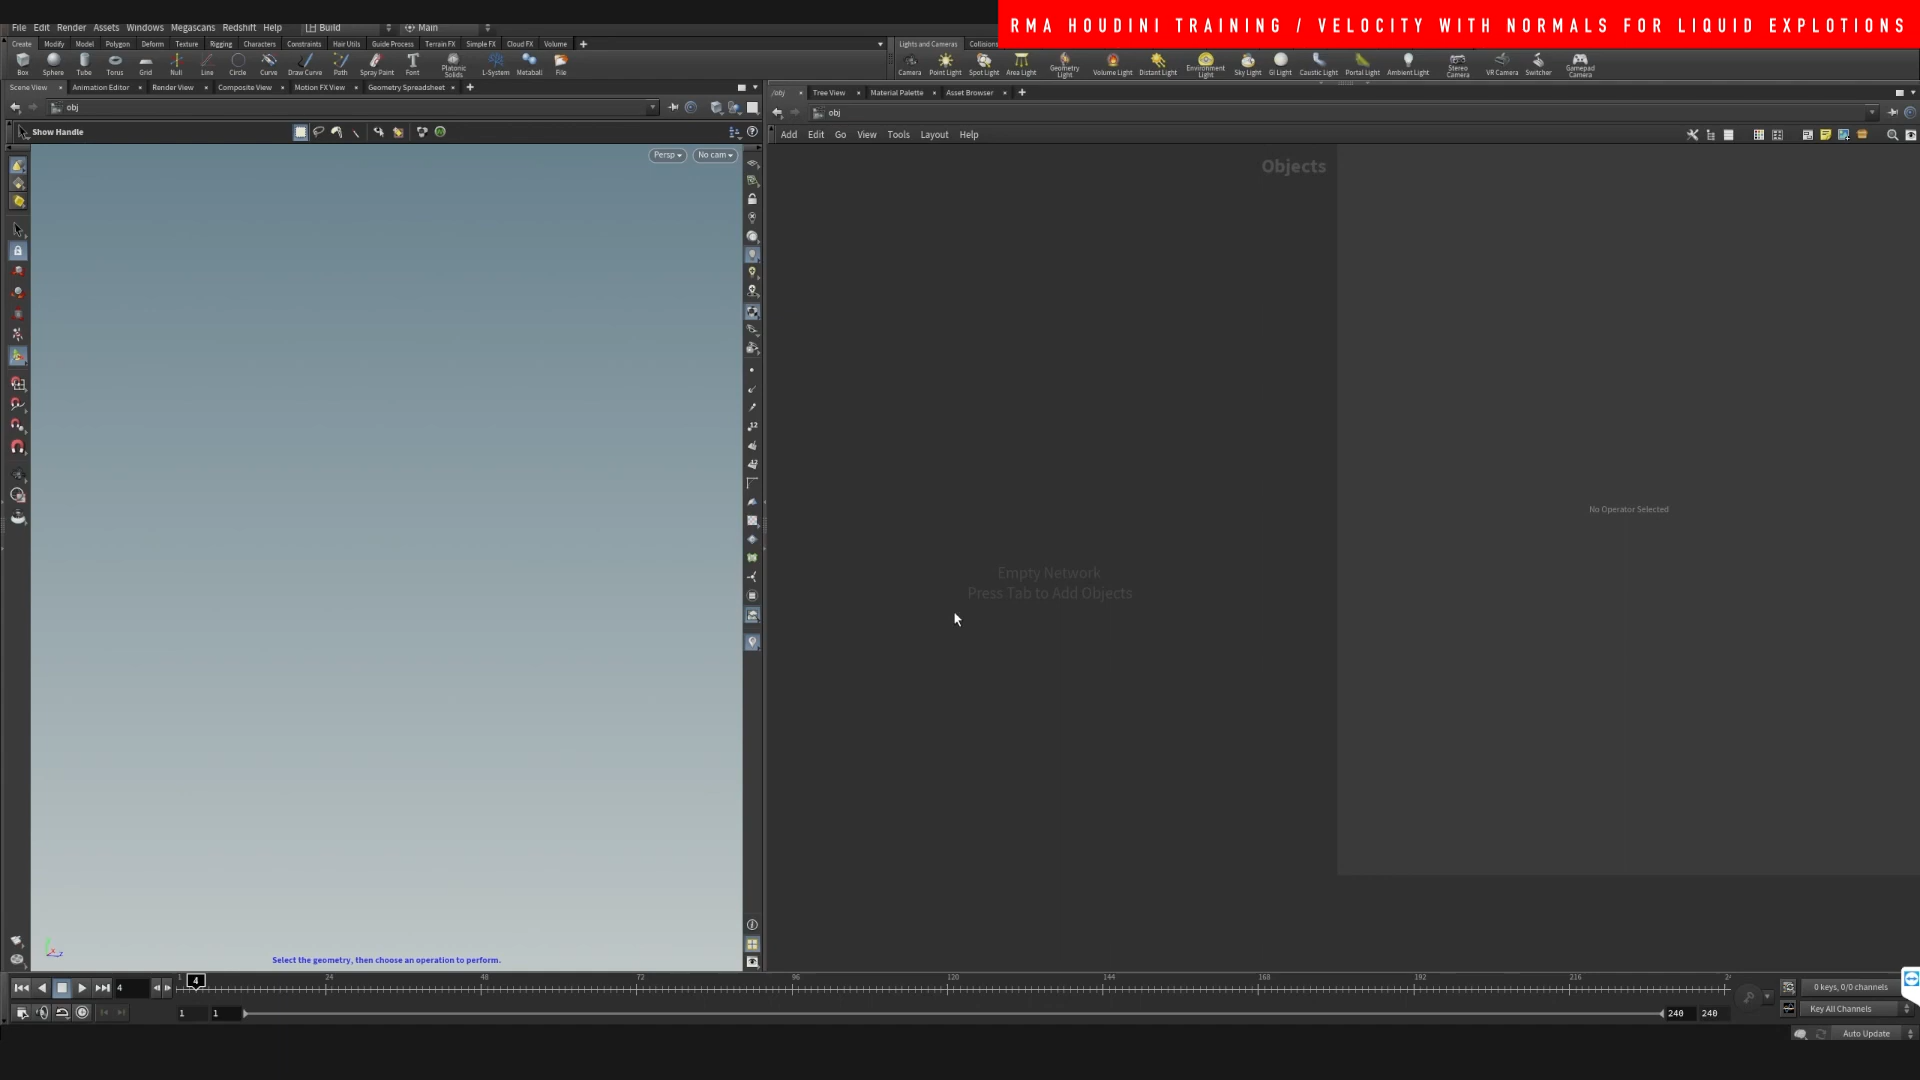 RMA HOUDINI TRAINING / VELOCITY WITH NORMALS FOR LIQUID EXPLOTIONS
File Edit Render Assets Windows Megascans Redshift Help Build Main
Create Modify Model Polygon Deform Texture Rigging Characters Constraints Hair Utils Guide Process Terrain FX Simple FX Cloud FX Volume
Lights and Cameras Collisions
Box Sphere Tube Torus Grid Null Line Circle Curve Draw Curve Path Spray Paint Font Platonic Solids L-System Metaball File
Camera Point Light Spot Light Area Light Geometry Light Volume Light Distant Light Environment Light Sky Light GI Light Caustic Light Portal Light Ambient Light Stereo Camera VR Camera Switcher Gamepad Camera
Scene View Animation Editor Render View Composite View Motion FX View Geometry Spreadsheet
/obj Tree View Material Palette Asset Browser
obj
obj
Show Handle
Add Edit Go View Tools Layout Help
Persp No cam
Objects
No Operator Selected
Empty Network
Press Tab to Add Objects
Select the geometry, then choose an operation to perform.
1 4 24 48 72 96 120 144 168 192 216
4
0 keys, 0/0 channels
1 1 240 240
Key All Channels
Auto Update